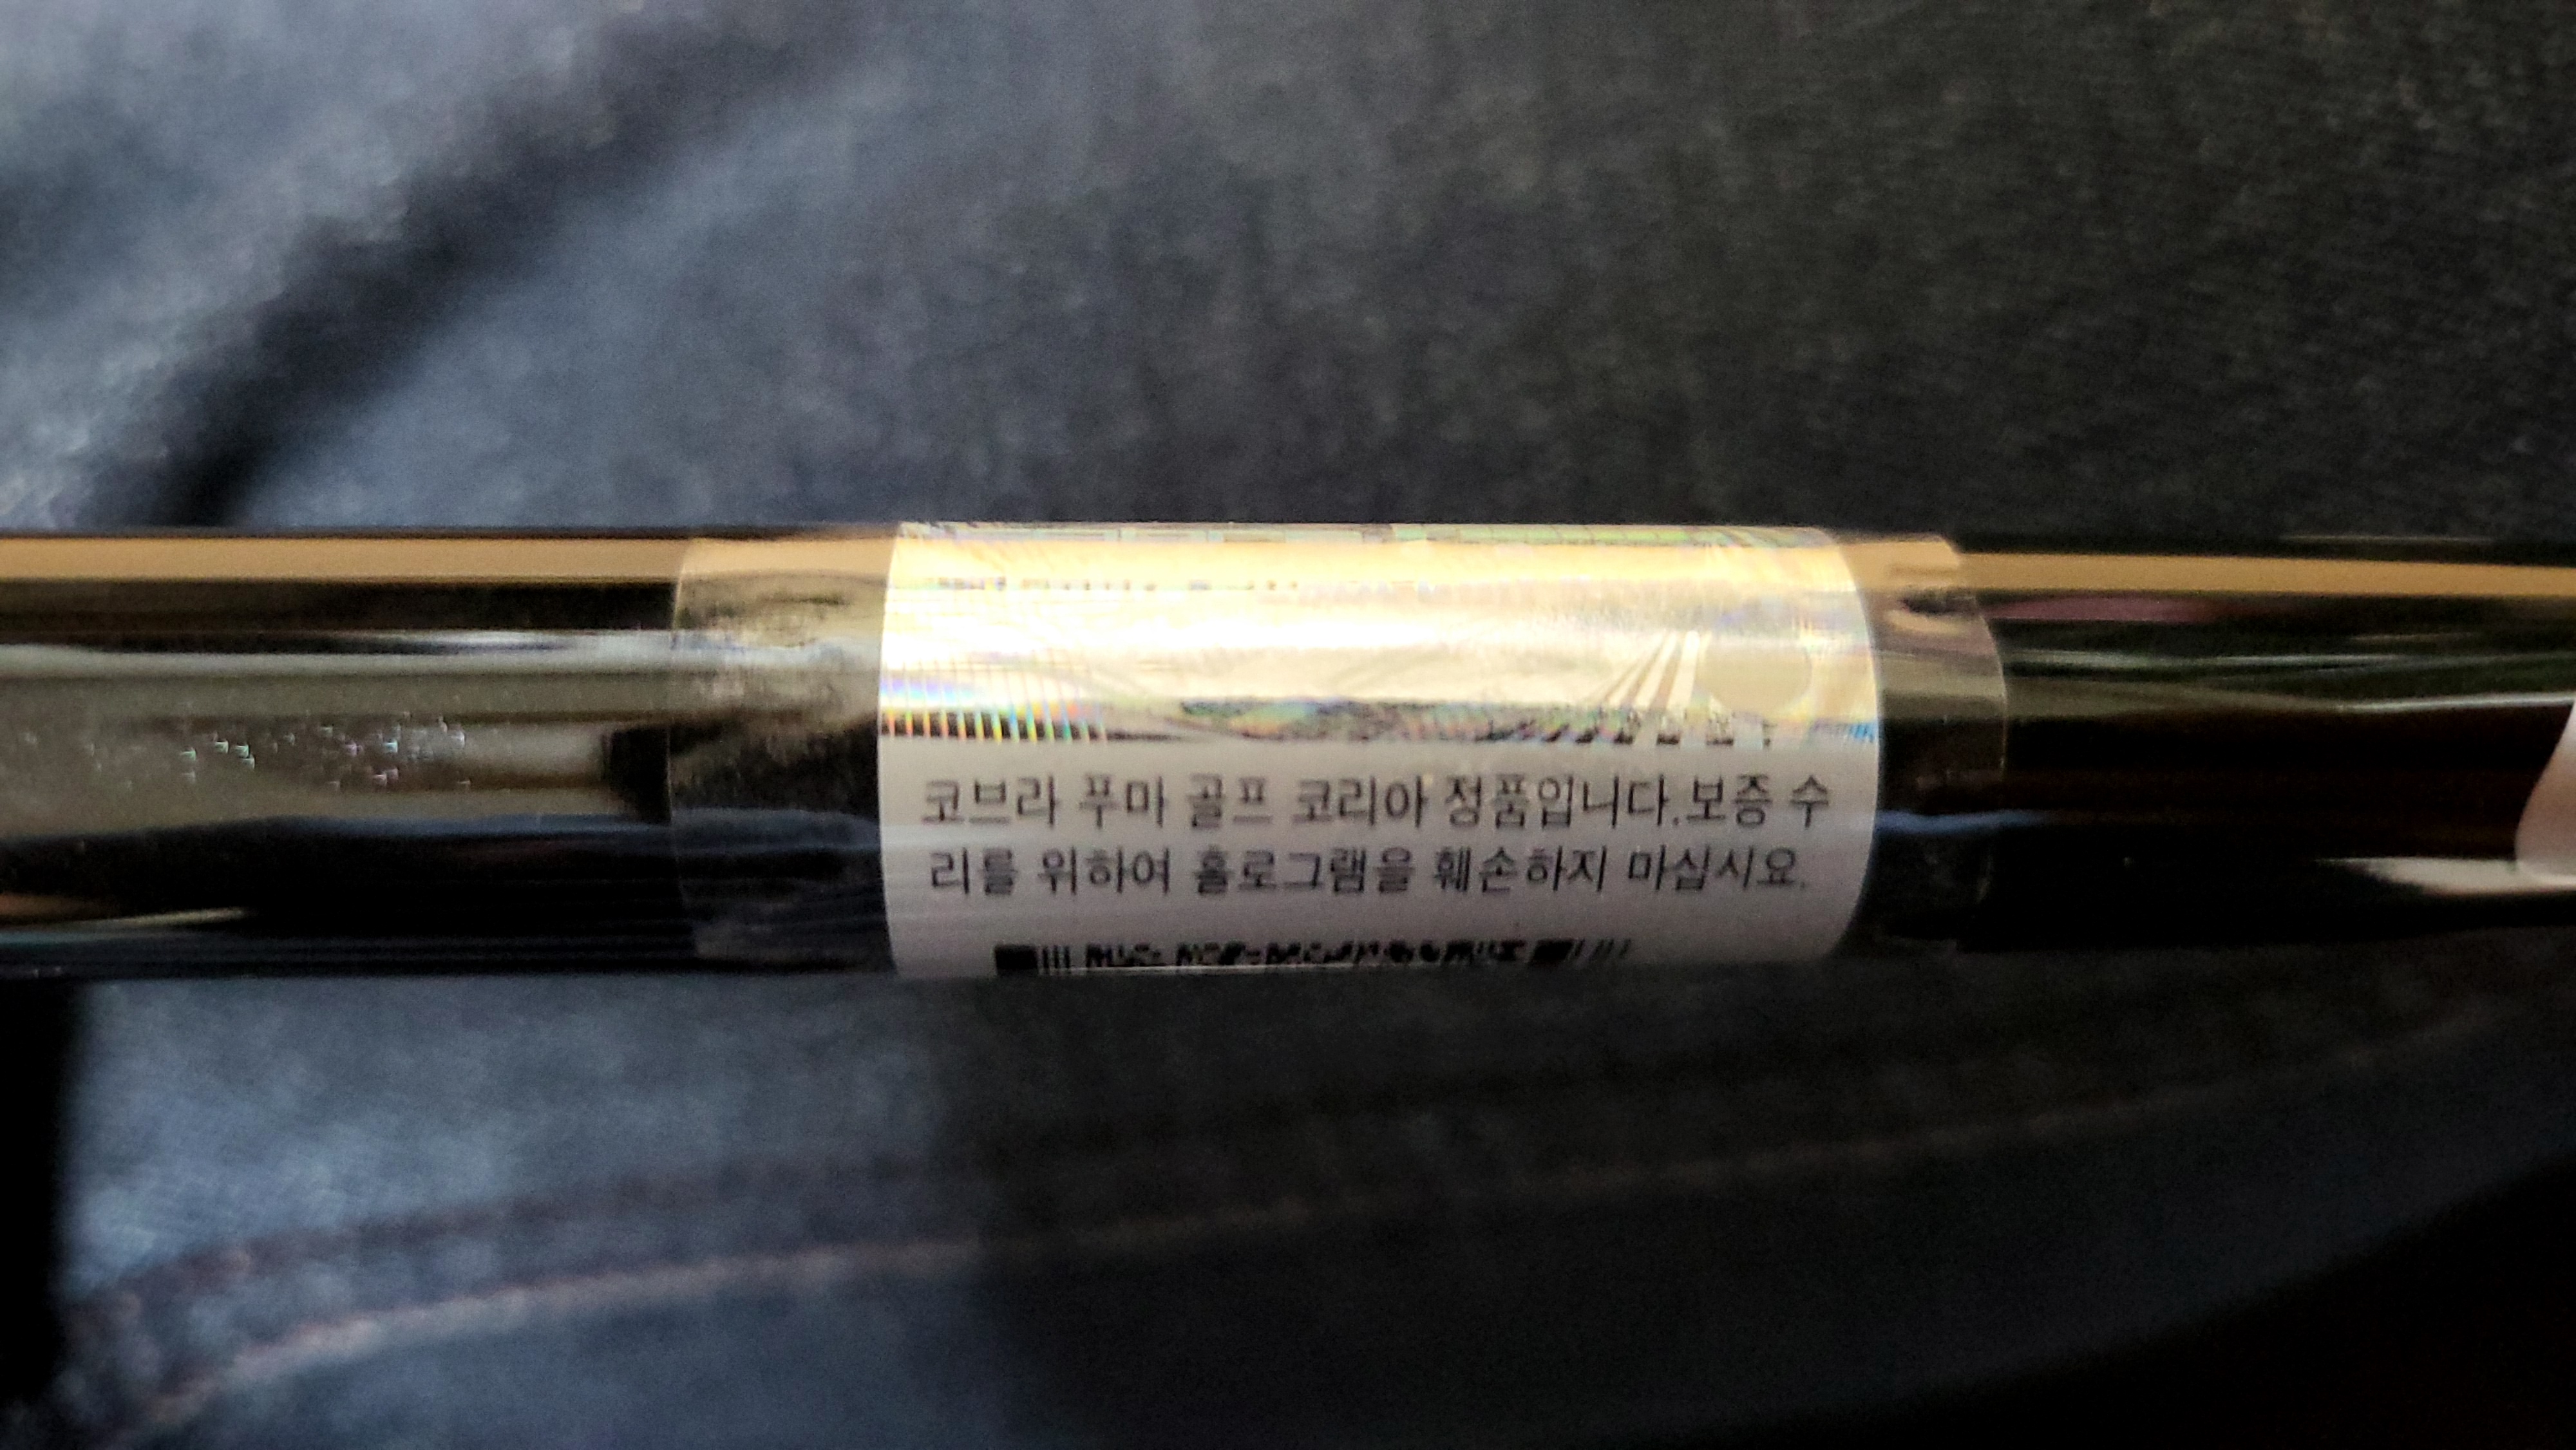 코브라 푸마 골프 코리아 정품입니다.보증 수
리를 위하여 홀로그램을 훼손하지 마십시요.